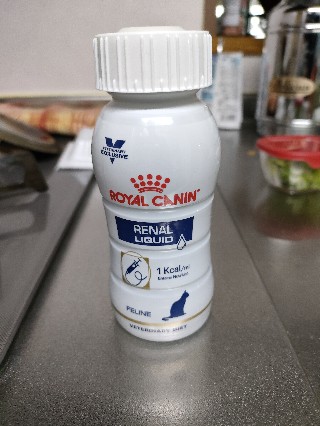 VETERINARY
EXCLUSIVE
ROYAL CANIN
RENAL
LIQUID
1 Kcal/ml
FELINE
VETERINARY DIET